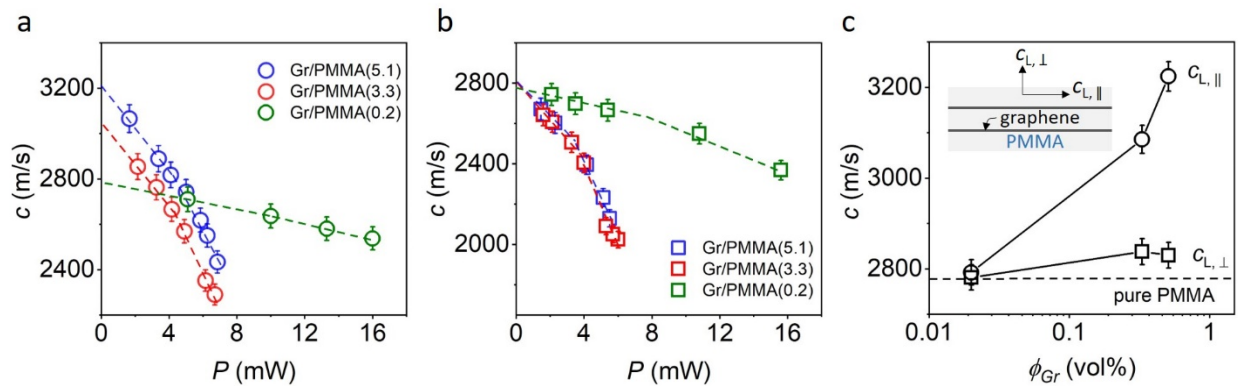 a
3200
2800
2400
0
4
8
12
16
c (m/s)
P (mW)
Gr/PMMA(5.1)
Gr/PMMA(3.3)
Gr/PMMA(0.2)
b
2800
2400
2000
0
4
8
12
16
c (m/s)
P (mW)
Gr/PMMA(5.1)
Gr/PMMA(3.3)
Gr/PMMA(0.2)
c
3200
3000
2800
0.01
0.1
1
c (m/s)
ϕGr (vol%)
cL,⊥
cL,∥
graphene
PMMA
cL,∥
cL,⊥
pure PMMA